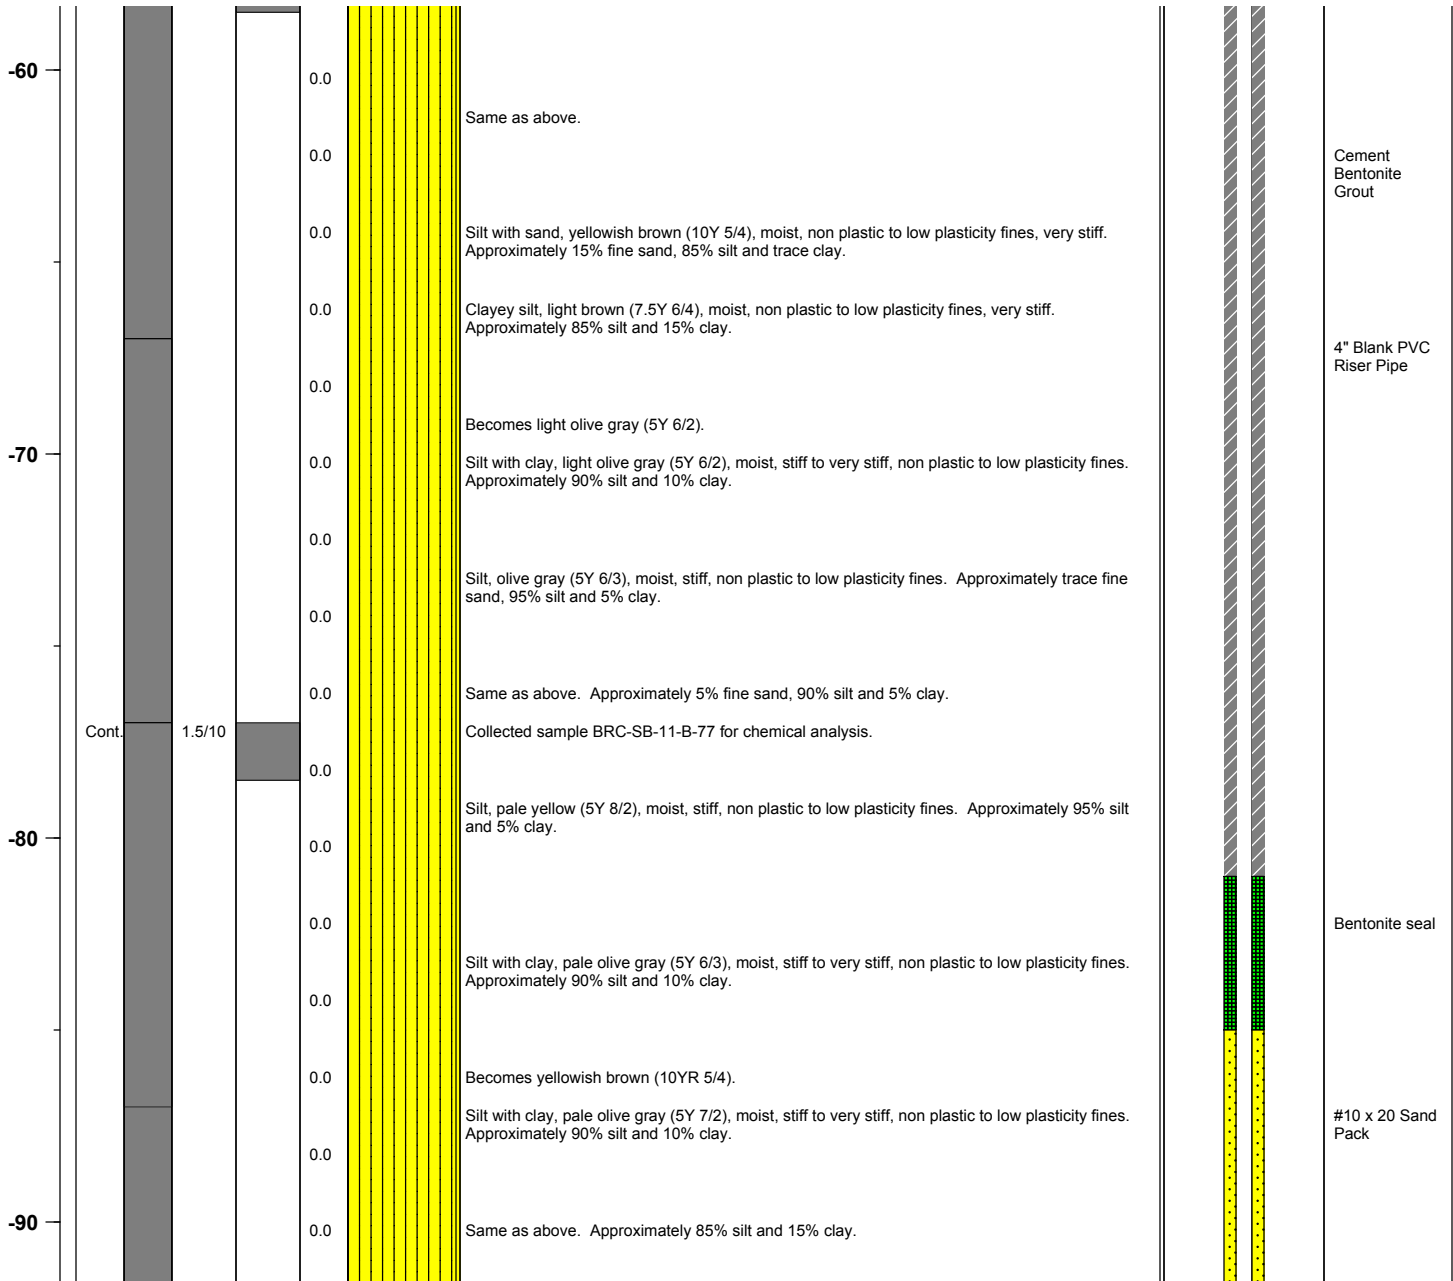 -60
0.0
Same as above.
0.0
Cement
Bentonite
Grout
0.0
Silt with sand, yellowish brown (10Y 5/4), moist, non plastic to low plasticity fines, very stiff.
Approximately 15% fine sand, 85% silt and trace clay.
0.0
Clayey silt, light brown (7.5Y 6/4), moist, non plastic to low plasticity fines, very stiff.
Approximately 85% silt and 15% clay.
4" Blank PVC
Riser Pipe
0.0
Becomes light olive gray (5Y 6/2).
-70
0.0
Silt with clay, light olive gray (5Y 6/2), moist, stiff to very stiff, non plastic to low plasticity fines.
Approximately 90% silt and 10% clay.
0.0
Silt, olive gray (5Y 6/3), moist, stiff, non plastic to low plasticity fines.  Approximately trace fine
sand, 95% silt and 5% clay.
0.0
0.0
Same as above.  Approximately 5% fine sand, 90% silt and 5% clay.
Cont.
1.5/10
Collected sample BRC-SB-11-B-77 for chemical analysis.
0.0
Silt, pale yellow (5Y 8/2), moist, stiff, non plastic to low plasticity fines.  Approximately 95% silt
and 5% clay.
-80
0.0
0.0
Bentonite seal
Silt with clay, pale olive gray (5Y 6/3), moist, stiff to very stiff, non plastic to low plasticity fines.
Approximately 90% silt and 10% clay.
0.0
0.0
Becomes yellowish brown (10YR 5/4).
Silt with clay, pale olive gray (5Y 7/2), moist, stiff to very stiff, non plastic to low plasticity fines.
Approximately 90% silt and 10% clay.
#10 x 20 Sand
Pack
0.0
-90
0.0
Same as above.  Approximately 85% silt and 15% clay.